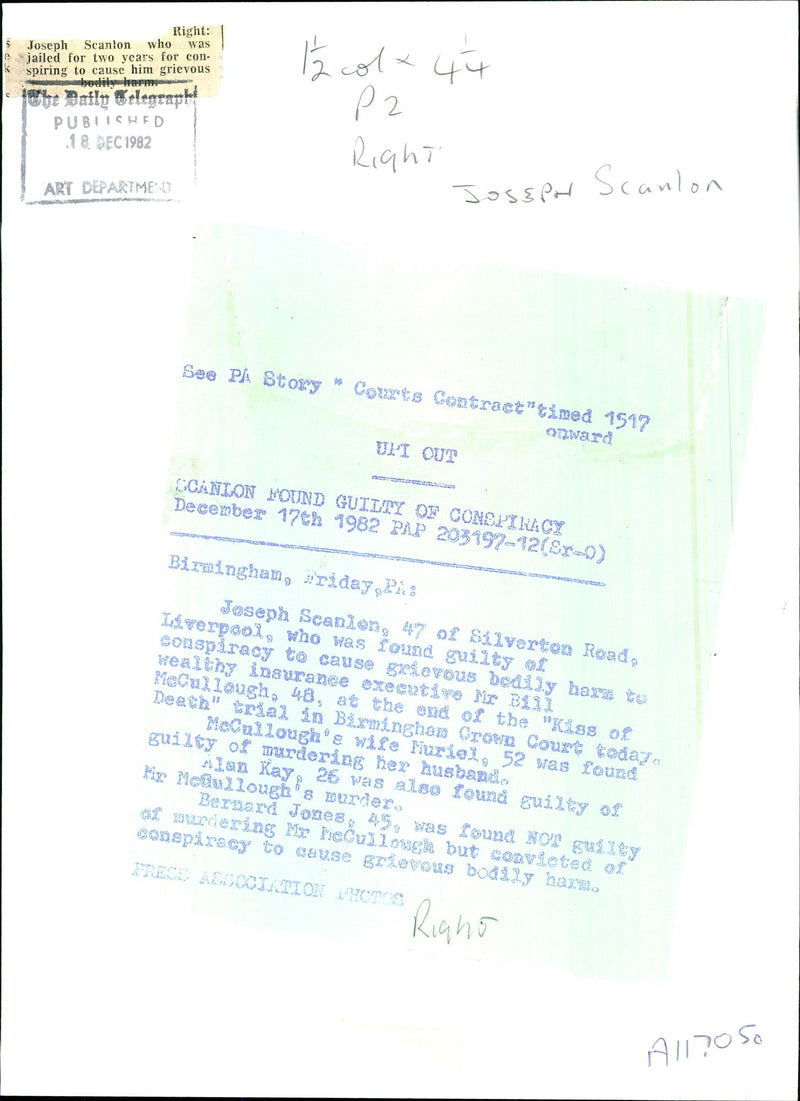 Right:
Joseph Scanlon who was
jailed for two years for con-
spiring to cause him grievous
bodily harm.
The Daily Telegraph
PUBLISHED
18 DEC 1982
ART DEPARTMENT
1½ col × 4¼
P2
Right
JOSEPH Scanlon
See PA Story " Courts Contract"timed 1517
onward
UPI OUT
SCANLON FOUND GUILTY OF CONSPIRACY
December 17th 1982 PAP 203197-12(Sr-O)
Birmingham, Friday,PA:
Joseph Scanlon, 47 of Silverton Road,
Liverpool, who was found guilty of
conspiracy to cause grievous bodily harm to
wealthy insurance executive Mr Bill
McCullough, 48, at the end of the "Kiss of
Death" trial in Birmingham Crown Court today.
McCullough's wife Muriel, 52 was found
guilty of murdering her husband.
Alan Kay, 26 was also found guilty of
Mr McCullough's murder.
Bernard Jones, 45, was found NOT guilty
of murdering Mr McCullough but convicted of
conspiracy to cause grievous bodily harm.
PRESS ASSOCIATION PHOTOS
Right
A117050